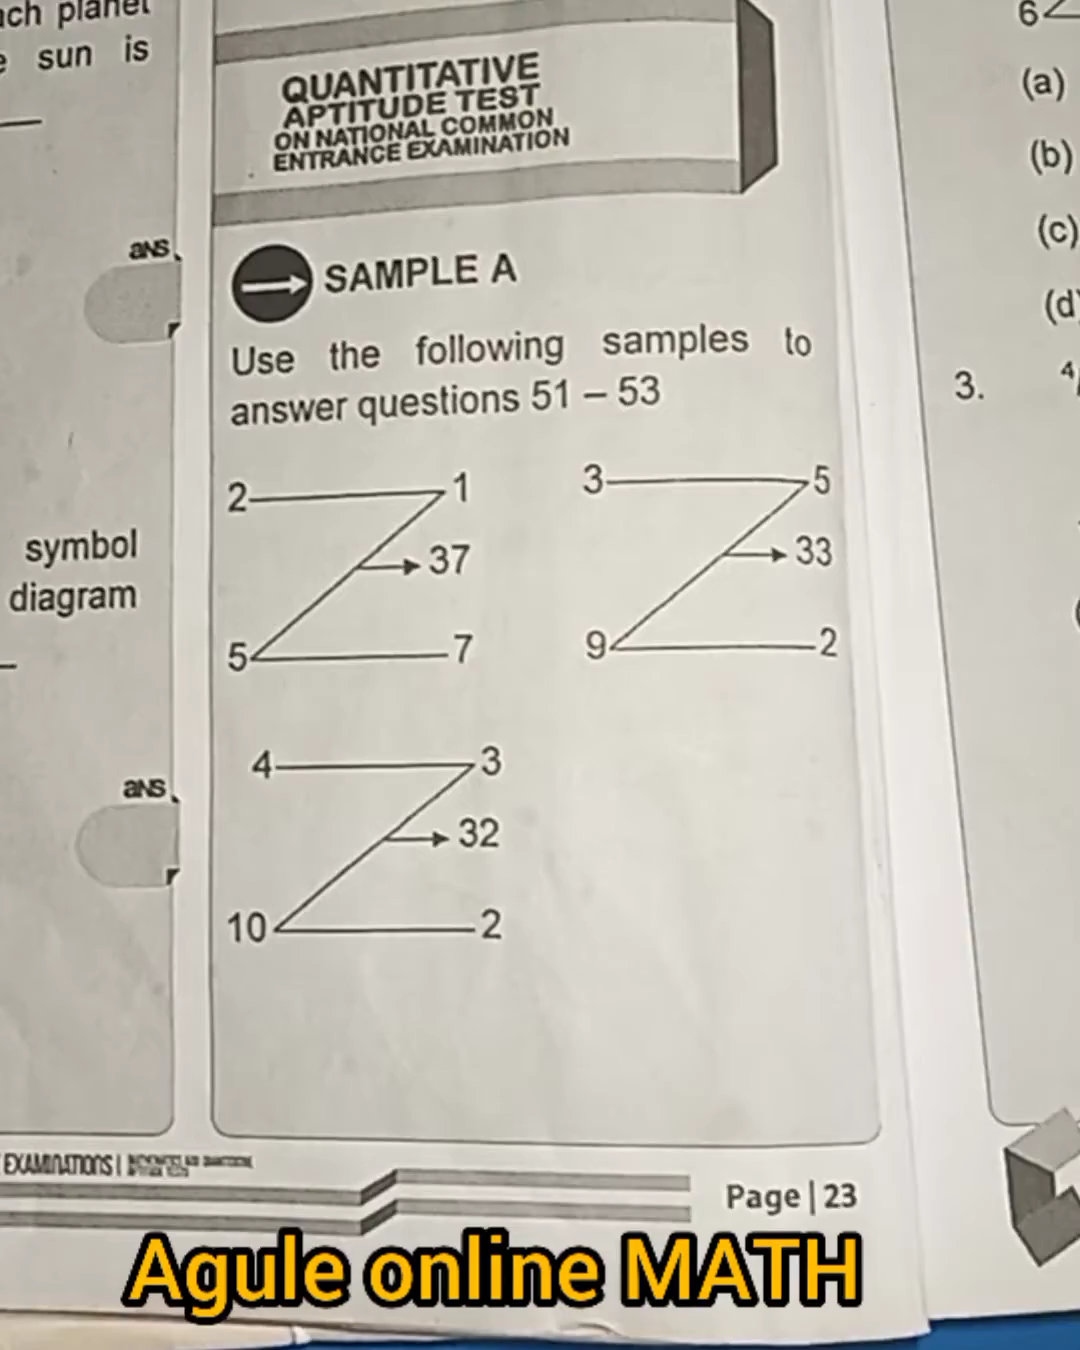 ach planet
e sun is
ans
symbol
diagram
ans
QUANTITATIVE
APTITUDE TEST
ON NATIONAL COMMON
ENTRANCE EXAMINATION
SAMPLE A
Use the following samples to
answer questions 51 – 53
2 1
37
5 7
3 5
33
9 2
4 3
32
10 2
6
(a)
(b)
(c)
(d)
3. 4
EXAMINATIONS |
Page | 23
Agule online MATH